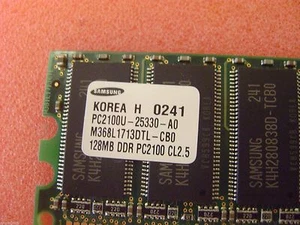 SAMSUNG
KOREA H 0241
PC2100U-25330-A0
M368L1713DTL-CB0
128MB DDR PC2100 CL2.5
SAMSUNG 241
K4H280838D-TCB0
SAMSUNG